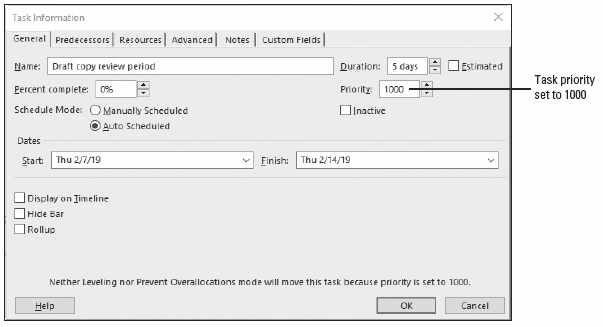 Task Information
General Predecessors Resources Advanced Notes Custom Fields
Name: Draft copy review period Duration: 5 days Estimated
Percent complete: 0% Priority: 1000
Schedule Mode: Manually Scheduled Inactive
Auto Scheduled
Dates
Start: Thu 2/7/19 Finish: Thu 2/14/19
Display on Timeline
Hide Bar
Rollup
Neither Leveling nor Prevent Overallocations mode will move this task because priority is set to 1000.
Help OK Cancel
Task priority
set to 1000